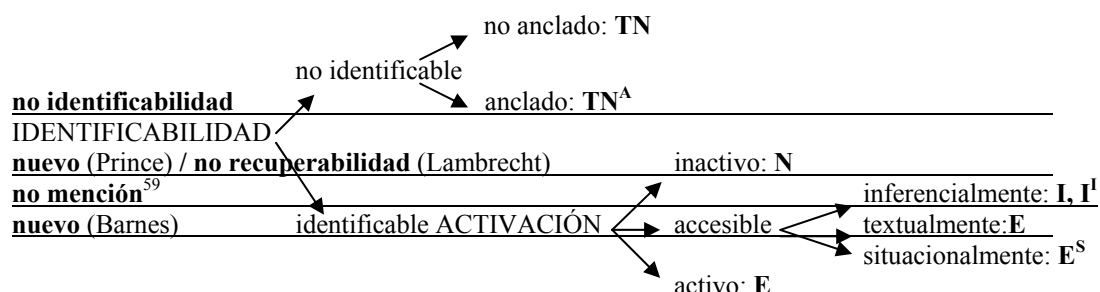 no anclado: TN
no identificable
no identificabilidad anclado: TNᴬ
IDENTIFICABILIDAD
nuevo (Prince) / no recuperabilidad (Lambrecht) inactivo: N
no mención⁵⁹ inferencialmente: I, Iᴵ
nuevo (Barnes) identificable ACTIVACIÓN accesible textualmente:E
situacionalmente: Eˢ
activo: E